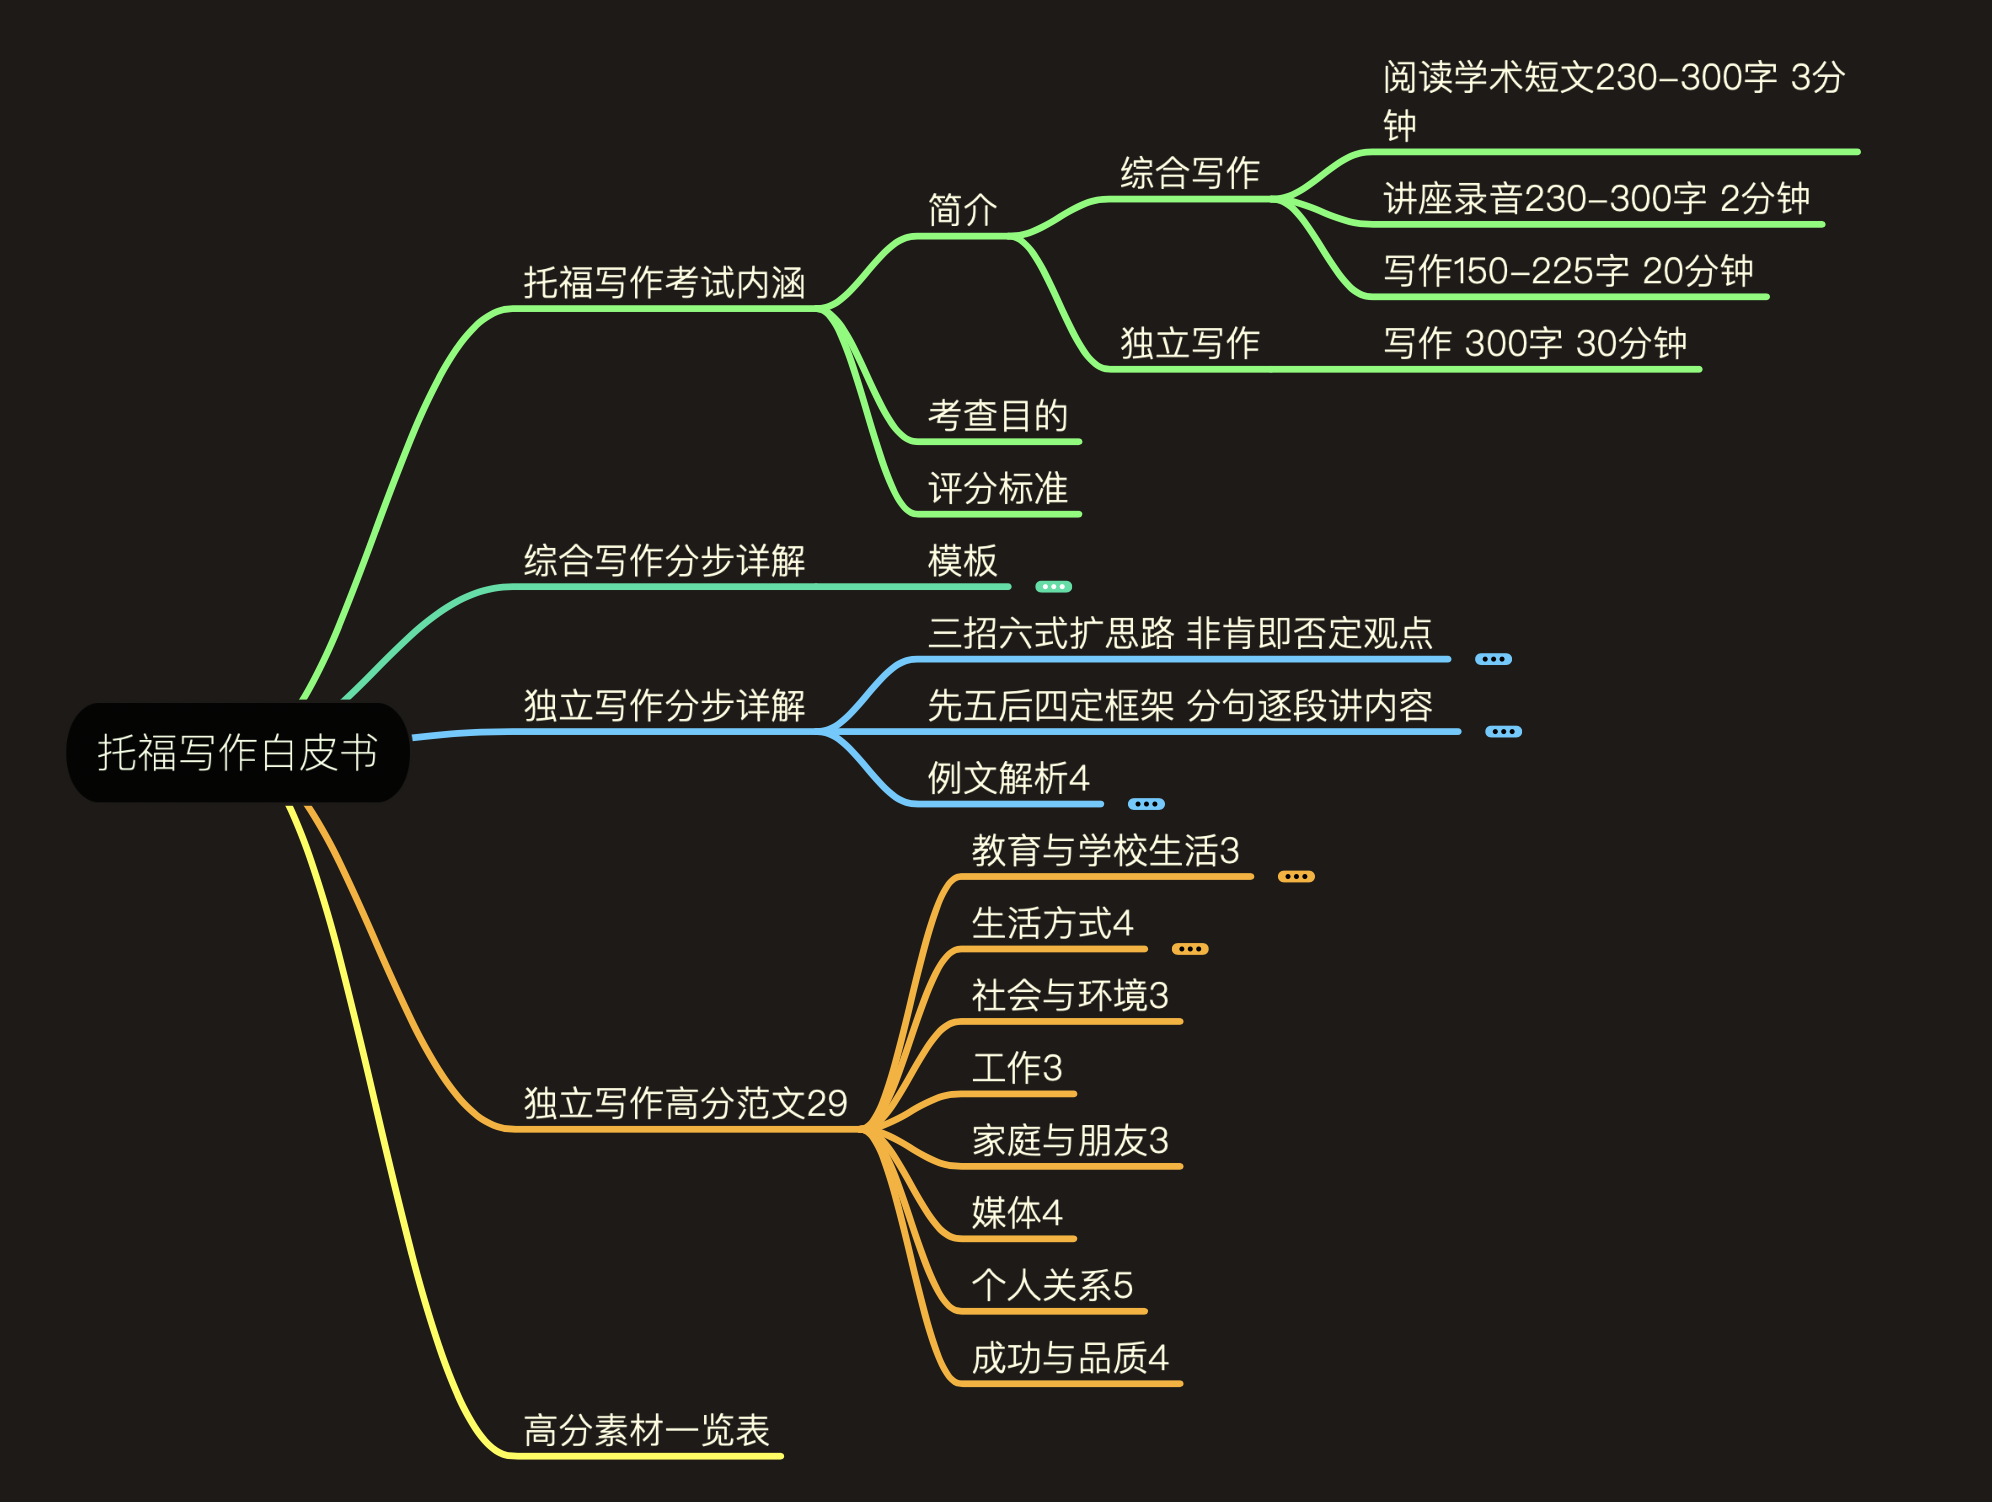 托福写作白皮书
托福写作考试内涵
简介
综合写作
阅读学术短文230-300字 3分
钟
讲座录音230-300字 2分钟
写作150-225字 20分钟
独立写作
写作 300字 30分钟
考查目的
评分标准
综合写作分步详解
模板
独立写作分步详解
三招六式扩思路 非肯即否定观点
先五后四定框架 分句逐段讲内容
例文解析4
独立写作高分范文29
教育与学校生活3
生活方式4
社会与环境3
工作3
家庭与朋友3
媒体4
个人关系5
成功与品质4
高分素材一览表